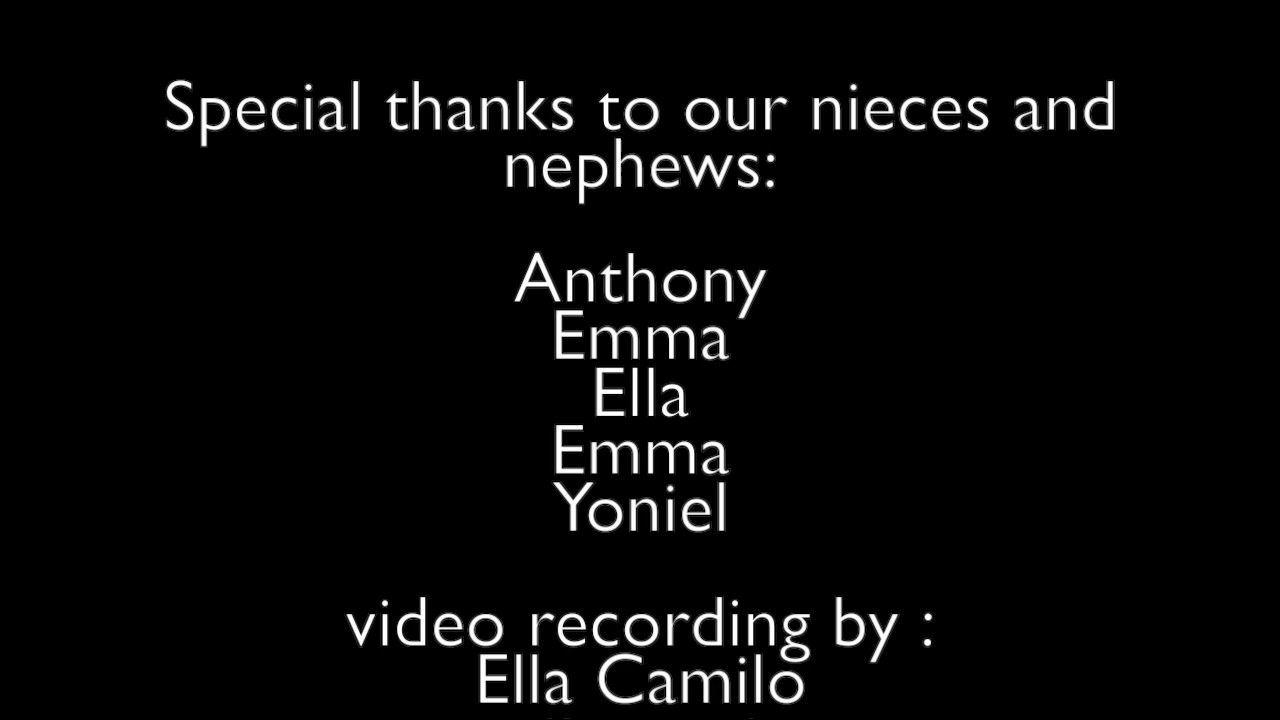 Special thanks to our nieces and
nephews:
Anthony
Emma
Ella
Emma
Yoniel
video recording by :
Ella Camilo